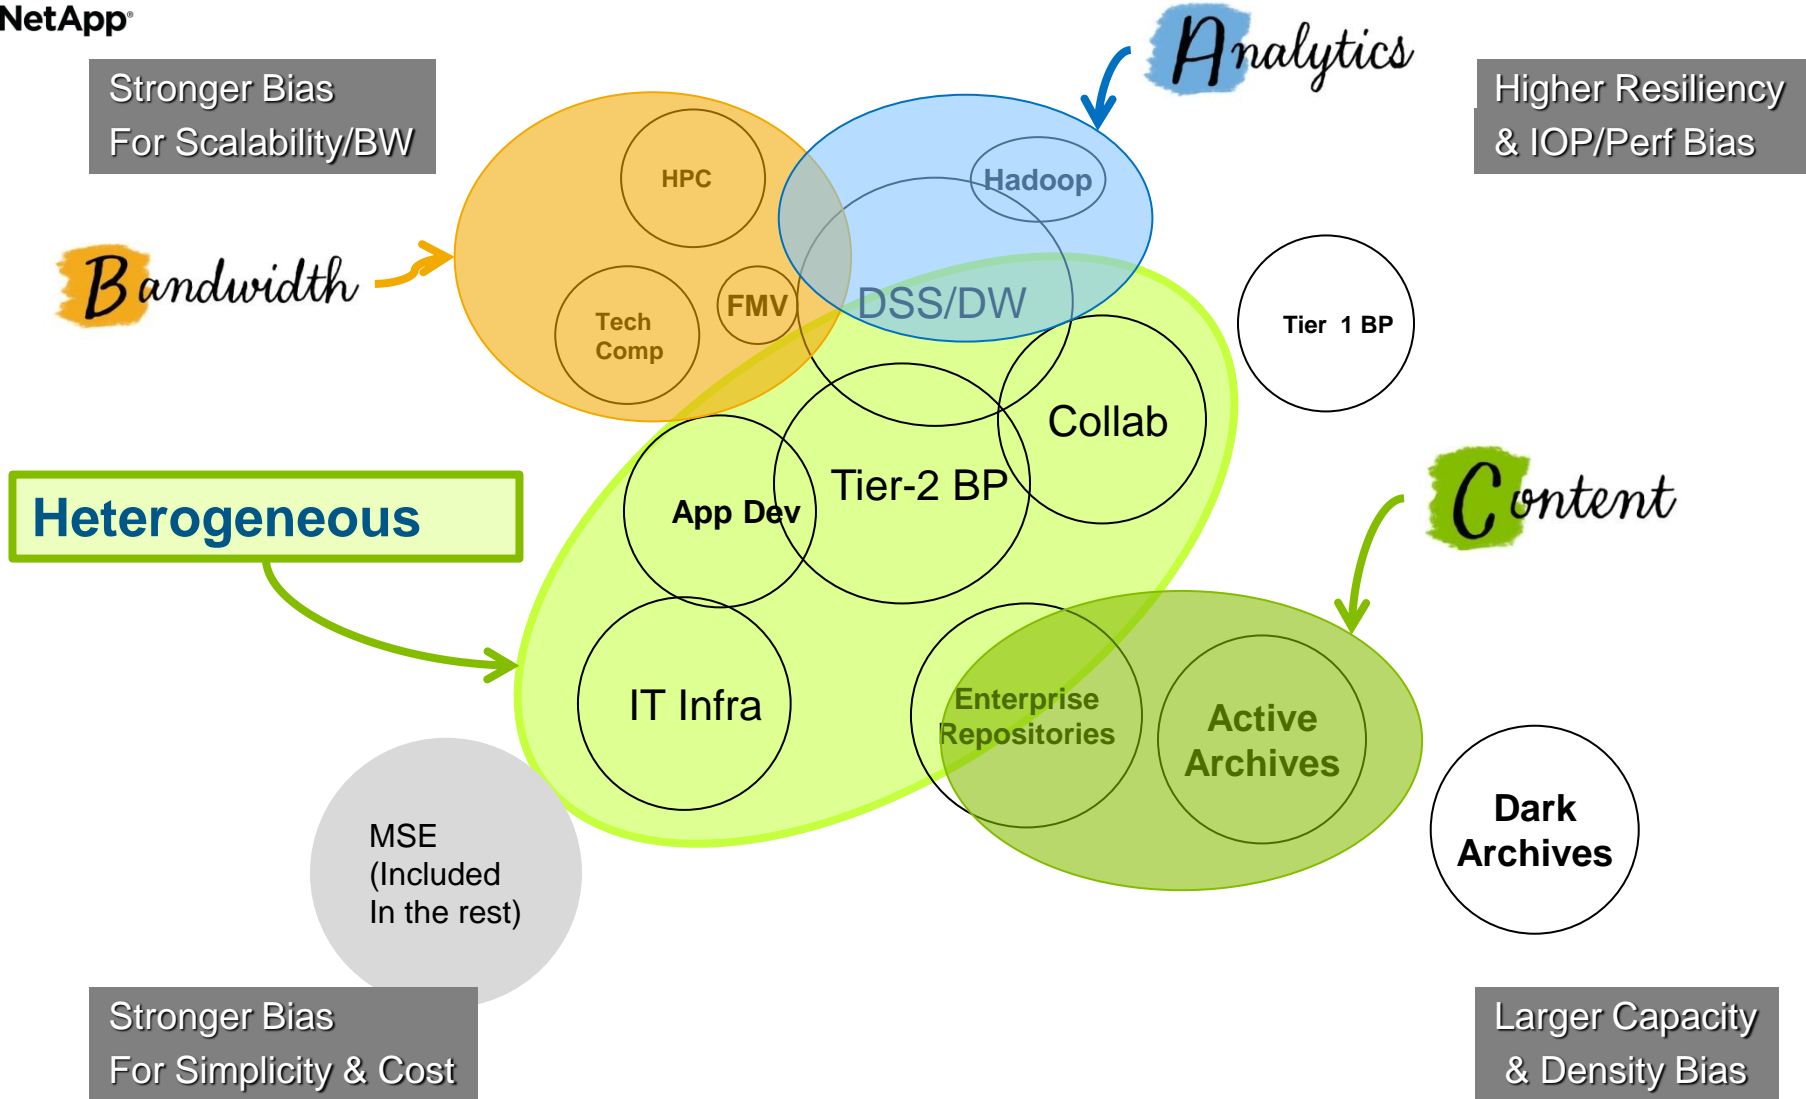 NetApp®
Analytics
Stronger Bias
For Scalability/BW
Higher Resiliency
& IOP/Perf Bias
HPC
Hadoop
Bandwidth
Tech
Comp
FMV
DSS/DW
Tier 1 BP
Collab
Tier-2 BP
App Dev
Heterogeneous
Content
IT Infra
Enterprise
Repositories
Active
Archives
Dark
Archives
MSE
(Included
In the rest)
Stronger Bias
For Simplicity & Cost
Larger Capacity
& Density Bias